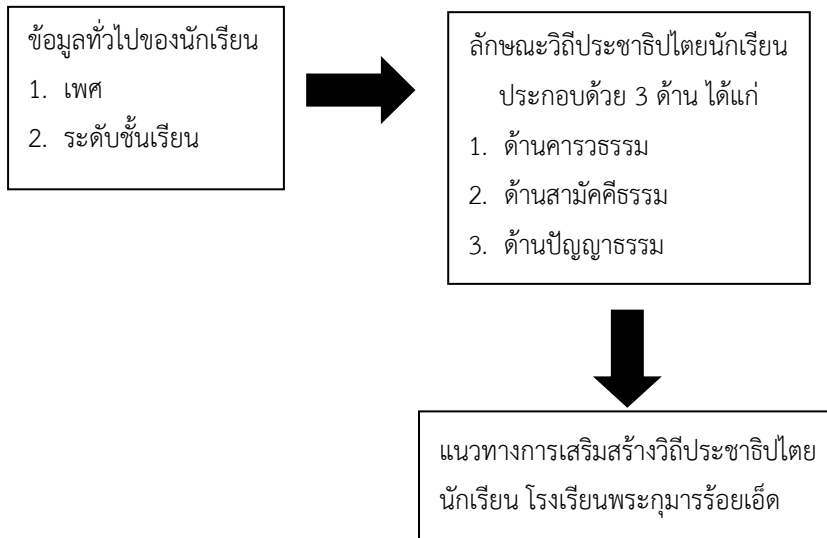 ข้อมูลทั่วไปของนักเรียน
1. เพศ
2. ระดับชั้นเรียน
ลักษณะวิถีประชาธิปไตยนักเรียน
ประกอบด้วย 3 ด้าน ได้แก่
1. ด้านคารวธรรม
2. ด้านสามัคคีธรรม
3. ด้านปัญญาธรรม
แนวทางการเสริมสร้างวิถีประชาธิปไตย
นักเรียน โรงเรียนพระกุมารร้อยเอ็ด